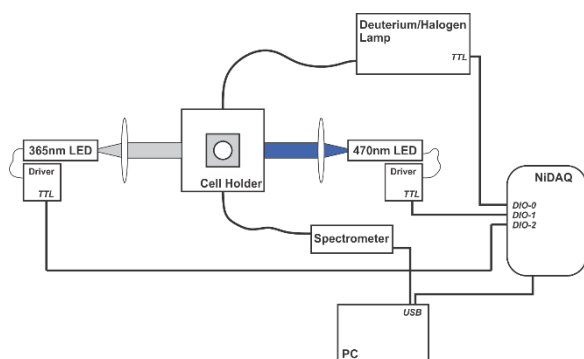 Deuterium/Halogen
Lamp
TTL
365nm LED
470nm LED
Driver
TTL
Driver
TTL
Cell Holder
NiDAQ
DIO-0
DIO-1
DIO-2
Spectrometer
USB
PC